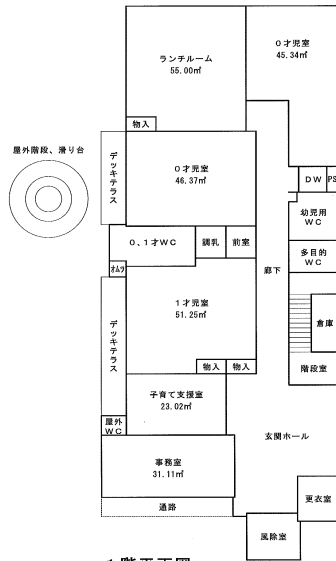 ランチルーム
55.00㎡
0才児室
45.34㎡
物入
屋外階段、滑り台
デッキテラス
0才児室
46.37㎡
DW
PS
幼児用
WC
0、1才WC
調乳
前室
多目的
WC
廊下
オムツ
1才児室
51.25㎡
倉庫
デッキテラス
物入
物入
階段室
子育て支援室
23.02㎡
屋外
WC
玄関ホール
事務室
31.11㎡
更衣室
通路
風除室
1階平面図